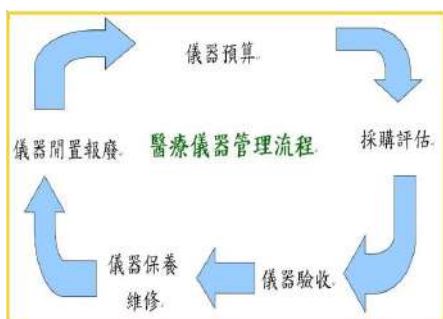 儀器預算
儀器閒置報廢
醫療儀器管理流程
採購評估
儀器保養
維修
儀器驗收